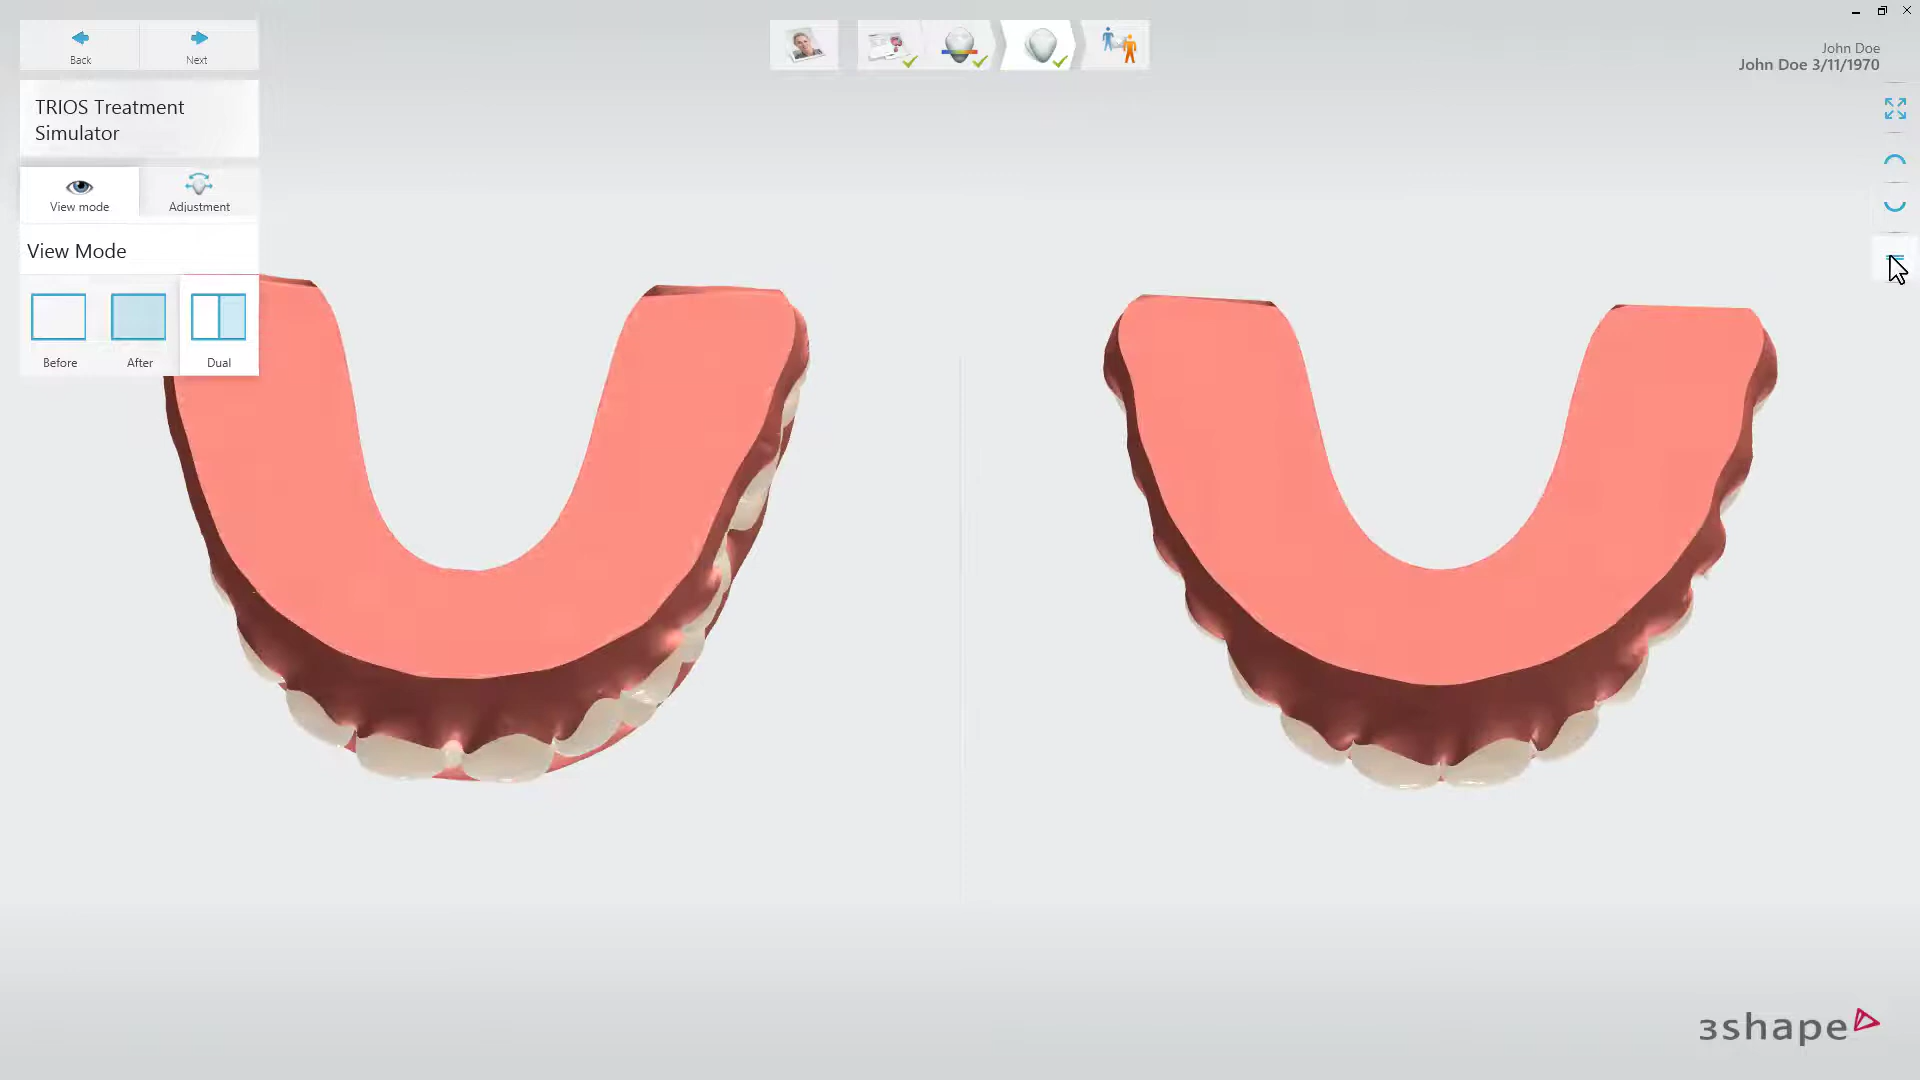 Back
Next
John Doe
John Doe 3/11/1970
TRIOS Treatment
Simulator
View mode
Adjustment
View Mode
Before
After
Dual
3shape